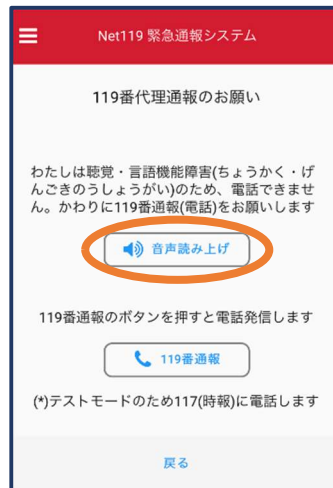 Net119 緊急通報システム
119番代理通報のお願い
わたしは聴覚・言語機能障害(ちょうかく・げ
んごきのうしょうがい)のため、電話できませ
ん。かわりに119番通報(電話)をお願いします
音声読み上げ
119番通報のボタンを押すと電話発信します
119番通報
(*)テストモードのため117(時報)に電話します
戻る